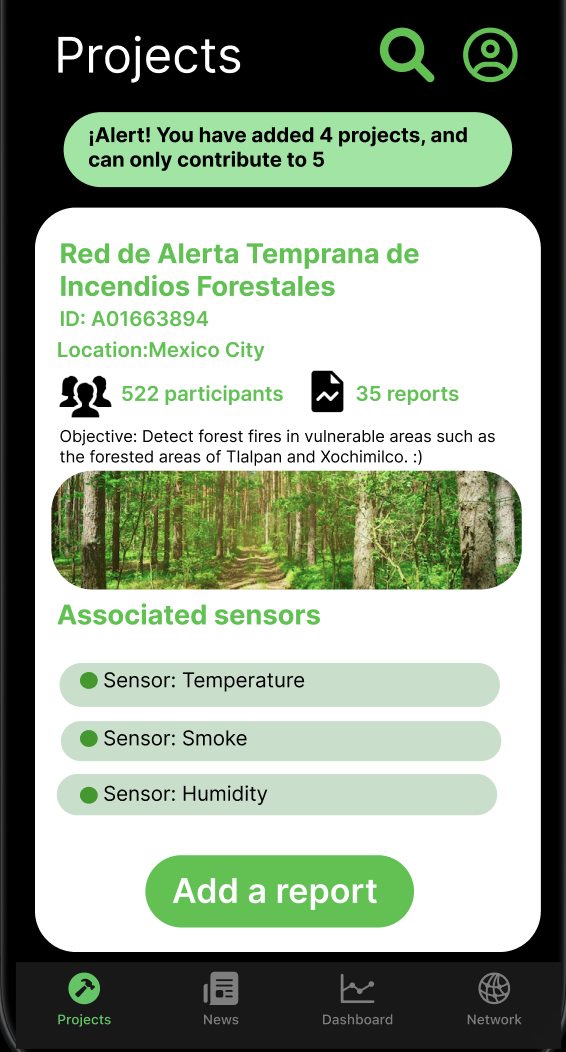 Projects
¡Alert! You have added 4 projects, and
can only contribute to 5
Red de Alerta Temprana de
Incendios Forestales
ID: A01663894
Location:Mexico City
522 participants 35 reports
Objective: Detect forest fires in vulnerable areas such as
the forested areas of Tlalpan and Xochimilco. :)
Associated sensors
Sensor: Temperature
Sensor: Smoke
Sensor: Humidity
Add a report
Projects News Dashboard Network